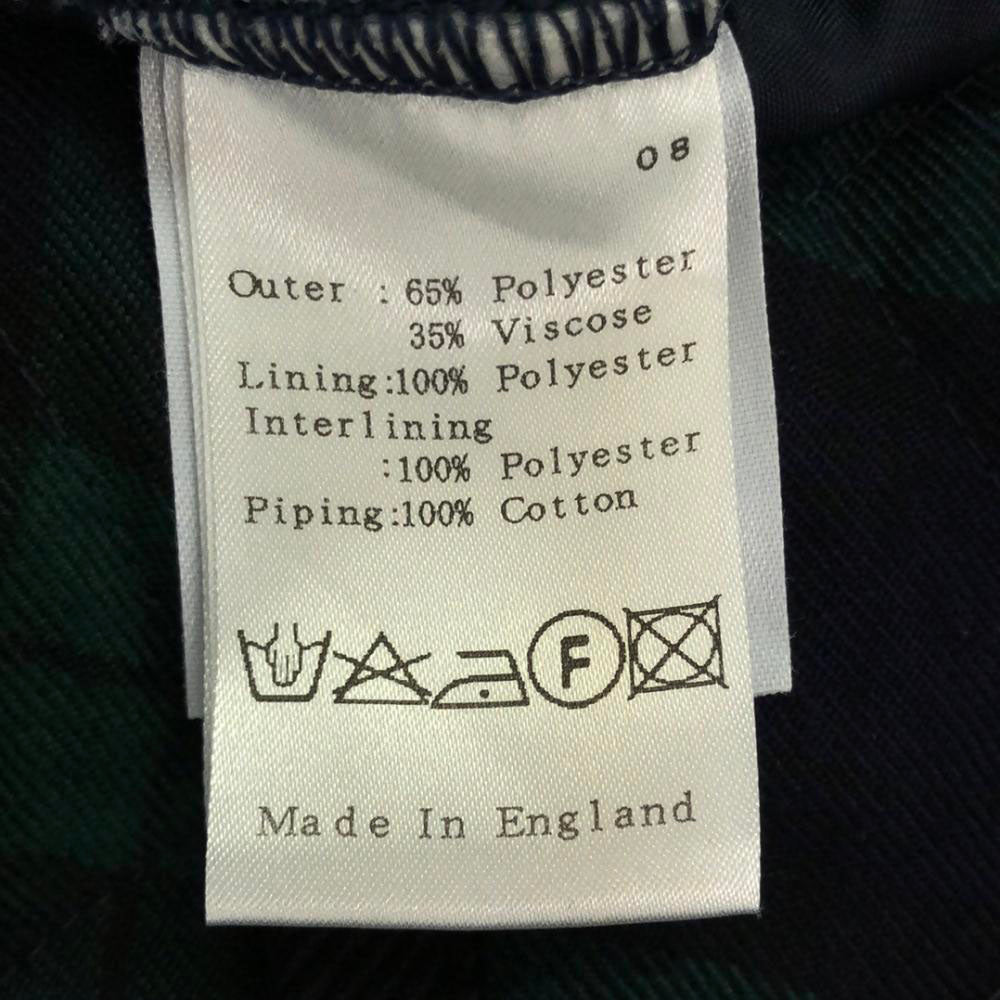 08
Outer : 65% Polyester
35% Viscose
Lining:100% Polyester
Interlining
:100% Polyester
Piping:100% Cotton
F
Made In England